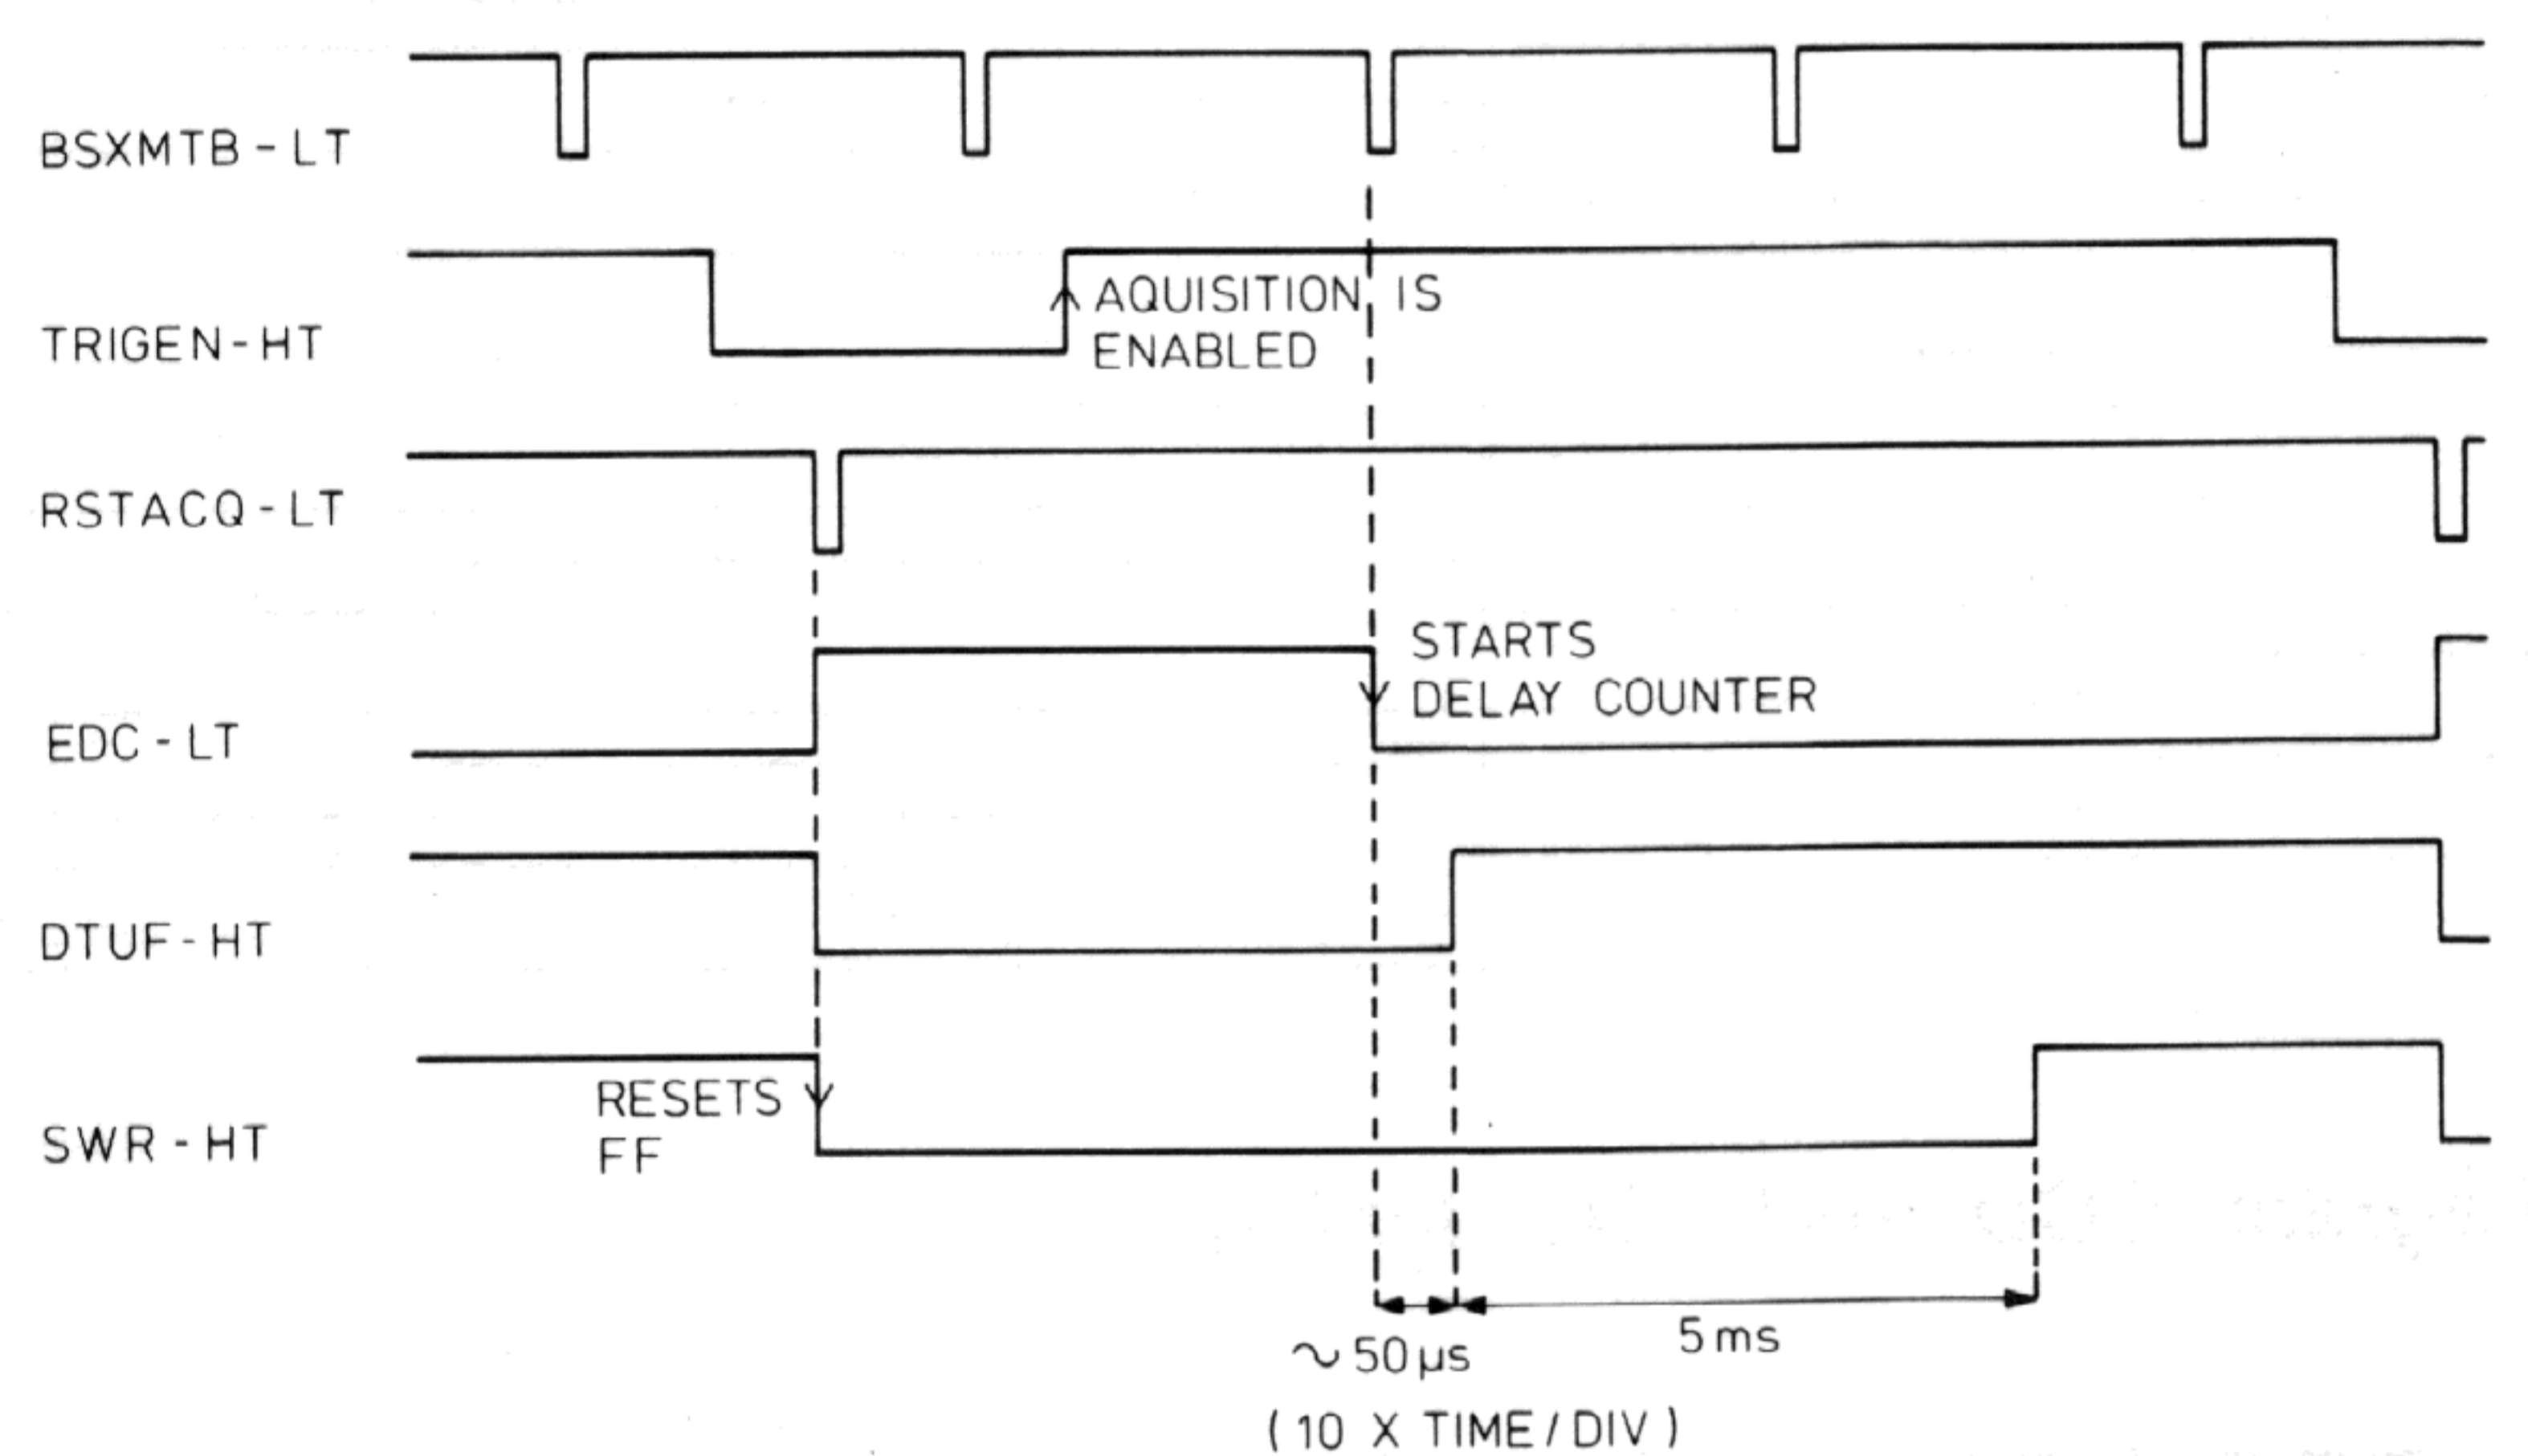 BSXMTB-LT
TRIGEN-HT
AQUISITION IS
ENABLED
RSTACQ-LT
EDC-LT
STARTS
DELAY COUNTER
DTUF-HT
SWR-HT
RESETS
FF
~50µs
5ms
(10 X TIME/DIV)